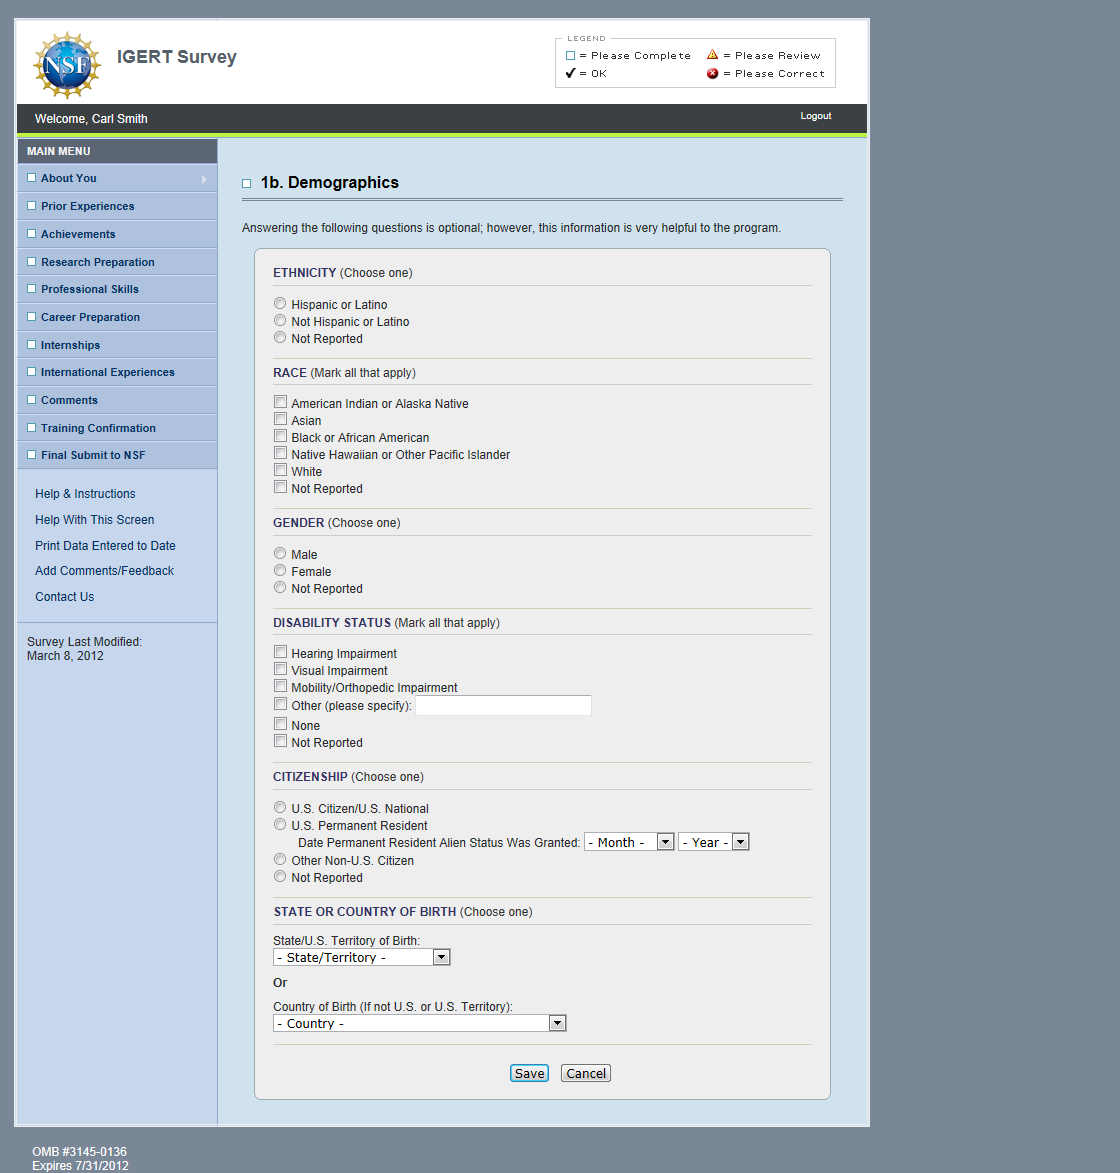 NSF
IGERT Survey
LEGEND
= Please Complete
= Please Review
= OK
= Please Correct
Welcome, Carl Smith
Logout
MAIN MENU
About You
Prior Experiences
Achievements
Research Preparation
Professional Skills
Career Preparation
Internships
International Experiences
Comments
Training Confirmation
Final Submit to NSF
Help & Instructions
Help With This Screen
Print Data Entered to Date
Add Comments/Feedback
Contact Us
Survey Last Modified:
March 8, 2012
1b. Demographics
Answering the following questions is optional; however, this information is very helpful to the program.
ETHNICITY (Choose one)
Hispanic or Latino
Not Hispanic or Latino
Not Reported
RACE (Mark all that apply)
American Indian or Alaska Native
Asian
Black or African American
Native Hawaiian or Other Pacific Islander
White
Not Reported
GENDER (Choose one)
Male
Female
Not Reported
DISABILITY STATUS (Mark all that apply)
Hearing Impairment
Visual Impairment
Mobility/Orthopedic Impairment
Other (please specify):
None
Not Reported
CITIZENSHIP (Choose one)
U.S. Citizen/U.S. National
U.S. Permanent Resident
Date Permanent Resident Alien Status Was Granted: - Month - - Year -
Other Non-U.S. Citizen
Not Reported
STATE OR COUNTRY OF BIRTH (Choose one)
State/U.S. Territory of Birth:
- State/Territory -
Or
Country of Birth (If not U.S. or U.S. Territory):
- Country -
Save Cancel
OMB #3145-0136
Expires 7/31/2012